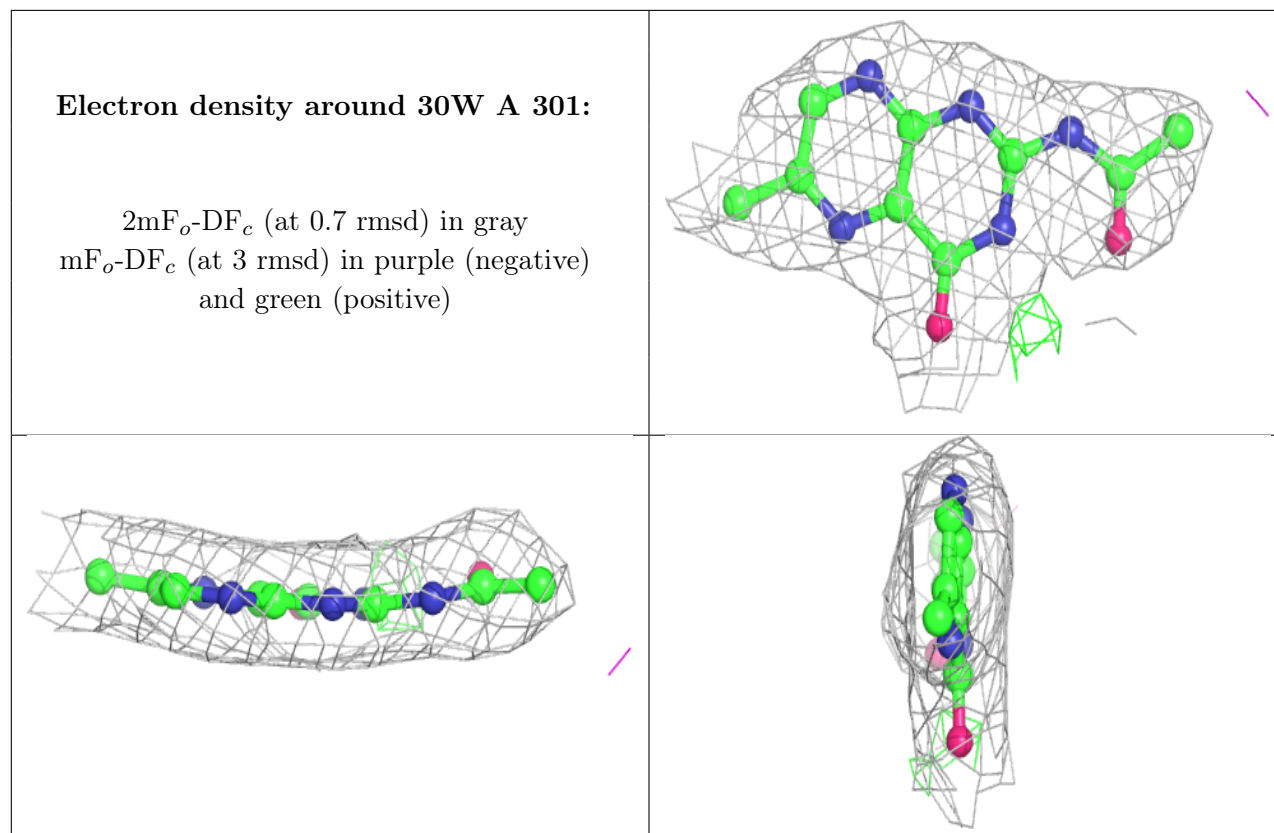 Electron density around 30W A 301:
2mFo-DFc (at 0.7 rmsd) in gray
mFo-DFc (at 3 rmsd) in purple (negative)
and green (positive)